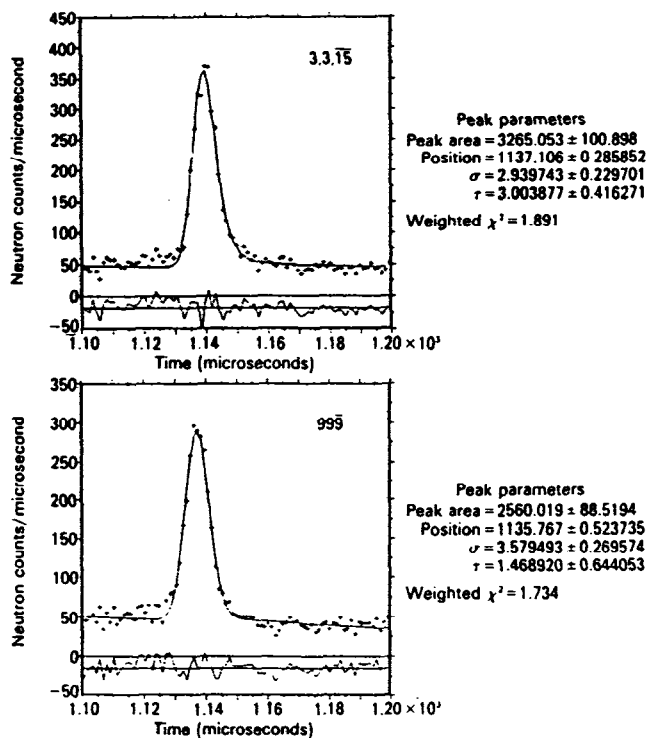 450
400
350
300
250
200
150
100
50
0
−50
Neutron counts/microsecond
3,3,1̅5̅
1.10 1.12 1.14 1.16 1.18 1.20 × 10³
Time (microseconds)
Peak parameters
Peak area = 3265.053 ± 100.898
Position = 1137.106 ± 0.285852
σ = 2.939743 ± 0.229701
τ = 3.003877 ± 0.416271
Weighted χ² = 1.891
350
300
250
200
150
100
50
0
−50
Neutron counts/microsecond
999̅
1.10 1.12 1.14 1.16 1.18 1.20 × 10³
Time (microseconds)
Peak parameters
Peak area = 2560.019 ± 88.5194
Position = 1135.767 ± 0.523735
σ = 3.579493 ± 0.269574
τ = 1.468920 ± 0.644053
Weighted χ² = 1.734